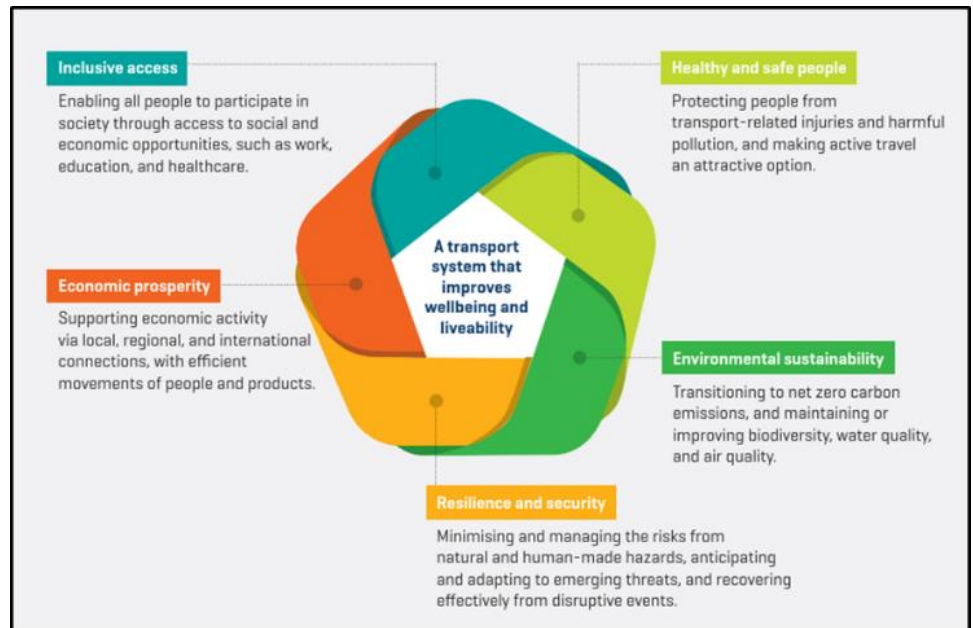 Inclusive access
Enabling all people to participate in
society through access to social and
economic opportunities, such as work,
education, and healthcare.
Healthy and safe people
Protecting people from
transport-related injuries and harmful
pollution, and making active travel
an attractive option.
A transport
system that
improves
wellbeing and
liveability
Economic prosperity
Supporting economic activity
via local, regional, and international
connections, with efficient
movements of people and products.
Environmental sustainability
Transitioning to net zero carbon
emissions, and maintaining or
improving biodiversity, water quality,
and air quality.
Resilience and security
Minimising and managing the risks from
natural and human-made hazards, anticipating
and adapting to emerging threats, and recovering
effectively from disruptive events.